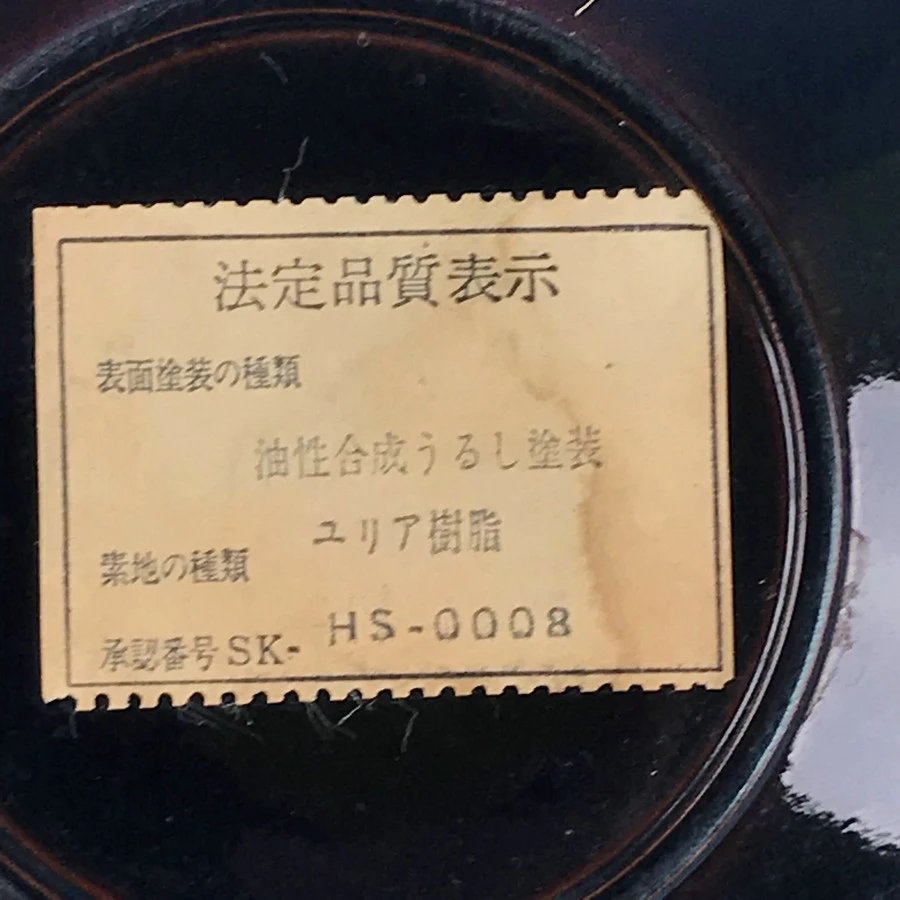 法定品質表示
表面塗装の種類
油性合成うるし塗装
ユリア樹脂
素地の種類
承認番号SK-HS-0008